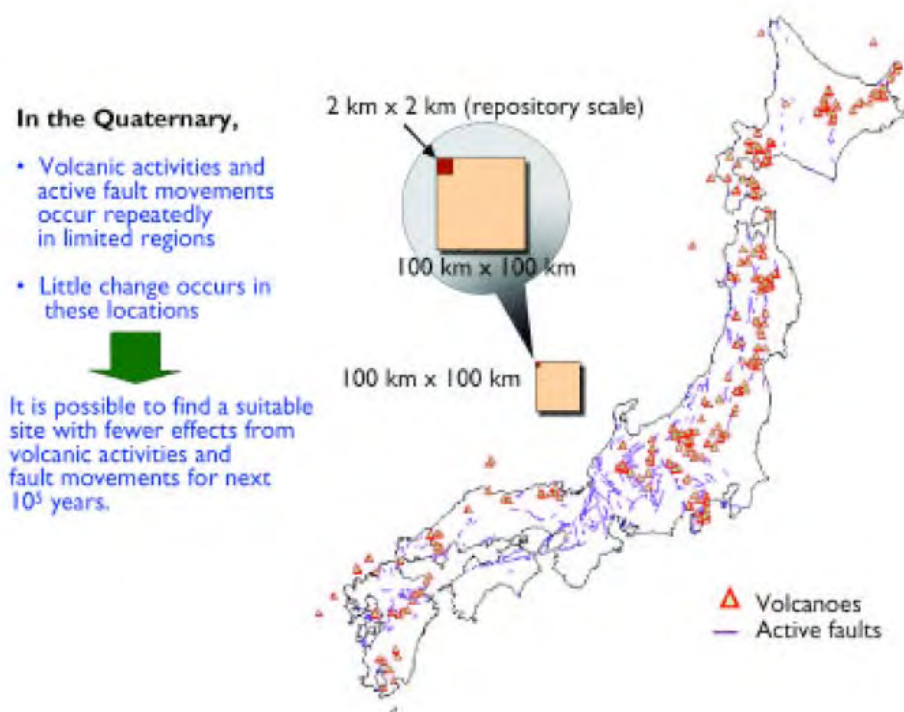 In the Quaternary,
• Volcanic activities and
active fault movements
occur repeatedly
in limited regions
• Little change occurs in
these locations
It is possible to find a suitable
site with fewer effects from
volcanic activities and
fault movements for next
10⁵ years.
2 km x 2 km (repository scale)
100 km x 100 km
100 km x 100 km
Volcanoes
Active faults